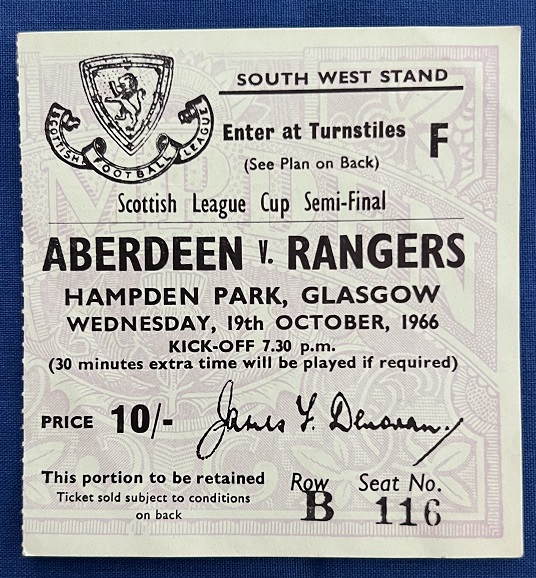 SOUTH WEST STAND
SCOTTISH FOOTBALL LEAGUE
Enter at Turnstiles F
(See Plan on Back)
Scottish League Cup Semi-Final
ABERDEEN V. RANGERS
HAMPDEN PARK, GLASGOW
WEDNESDAY, 19th OCTOBER, 1966
KICK-OFF 7.30 p.m.
(30 minutes extra time will be played if required)
PRICE 10/- James F. Denovan
This portion to be retained
Ticket sold subject to conditions
on back
Row Seat No.
B 116